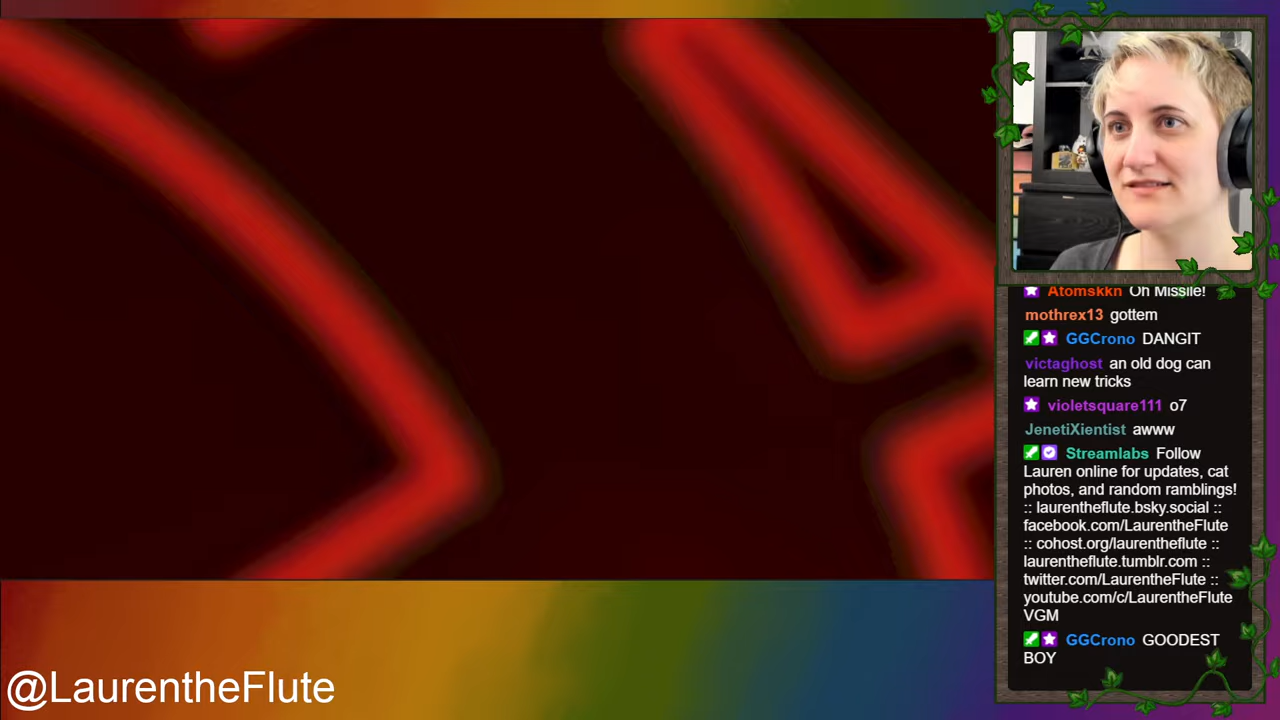 Atomskkn Oh Missile!
mothrex13 gottem
GGCrono DANGIT
victaghost an old dog can
learn new tricks
violetsquare111 o7
JenetiXientist awww
Streamlabs Follow
Lauren online for updates, cat
photos, and random ramblings!
:: laurentheflute.bsky.social ::
facebook.com/LaurentheFlute
:: cohost.org/laurentheflute ::
laurentheflute.tumblr.com ::
twitter.com/LaurentheFlute ::
youtube.com/c/LaurentheFlute
VGM
GGCrono GOODEST
BOY
@LaurentheFlute